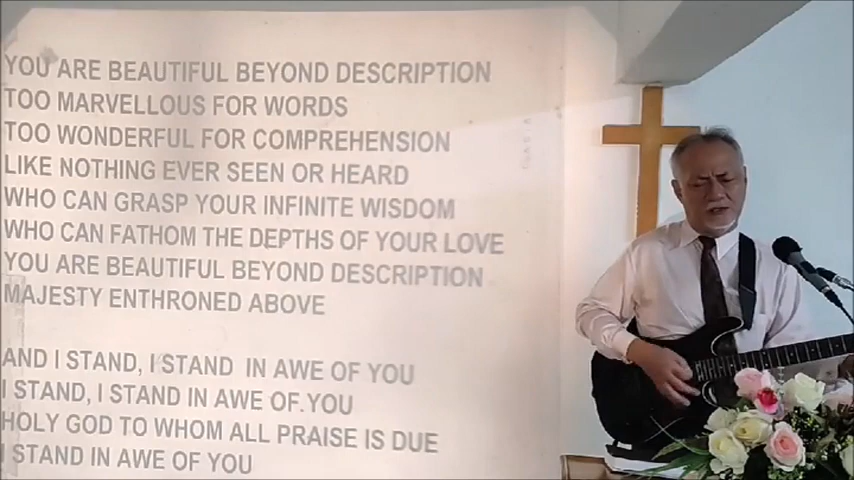 YOU ARE BEAUTIFUL BEYOND DESCRIPTION
TOO MARVELLOUS FOR WORDS
TOO WONDERFUL FOR COMPREHENSION
LIKE NOTHING EVER SEEN OR HEARD
WHO CAN GRASP YOUR INFINITE WISDOM
WHO CAN FATHOM THE DEPTHS OF YOUR LOVE
YOU ARE BEAUTIFUL BEYOND DESCRIPTION
MAJESTY ENTHRONED ABOVE
AND I STAND, I STAND IN AWE OF YOU
I STAND, I STAND IN AWE OF YOU
HOLY GOD TO WHOM ALL PRAISE IS DUE
I STAND IN AWE OF YOU